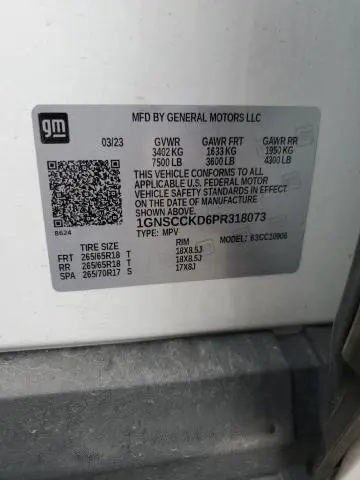 gm
MFD BY GENERAL MOTORS LLC
03/23 GVWR GAWR FRT GAWR RR
3402 KG 1633 KG 1950 KG
7500 LB 3600 LB 4300 LB
THIS VEHICLE CONFORMS TO ALL
APPLICABLE U.S. FEDERAL MOTOR
VEHICLE SAFETY STANDARDS IN EFFECT
ON THE DATE OF MANUFACTURE
SHOWN ABOVE.
1GNSCCKD6PR318073
8624 TYPE: MPV MODEL: 63CC10906
TIRE SIZE RIM
FRT 265/65R18 T 18X8.5J
RR 265/65R18 T 18X8.5J
SPA 265/70R17 S 17X8J